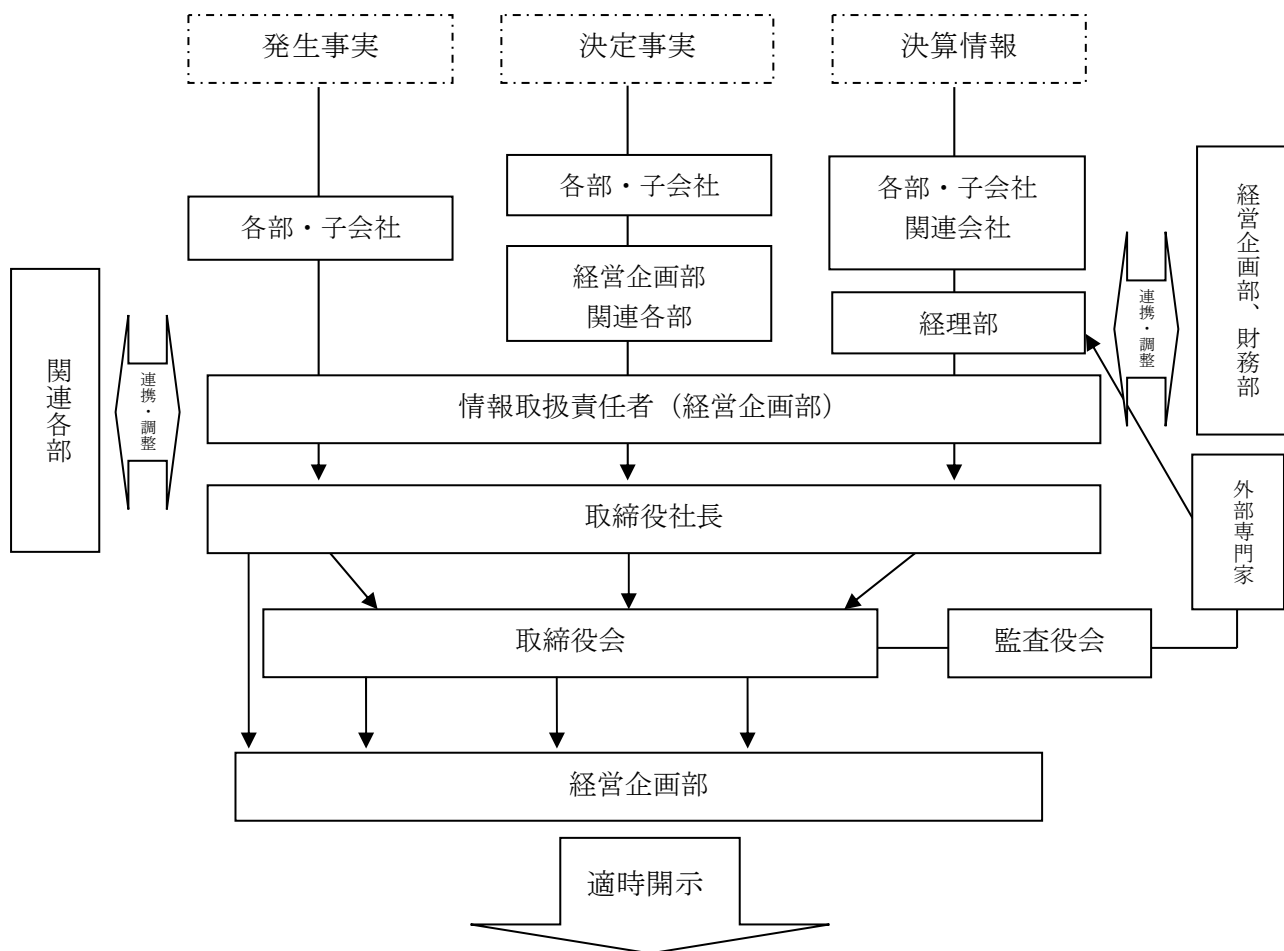 発生事実
決定事実
決算情報
各部・子会社
各部・子会社
各部・子会社
関連会社
経営企画部
関連各部
経理部
経営企画部、財務部
連携・調整
関連各部
連携・調整
情報取扱責任者（経営企画部）
取締役社長
外部専門家
取締役会
監査役会
経営企画部
適時開示